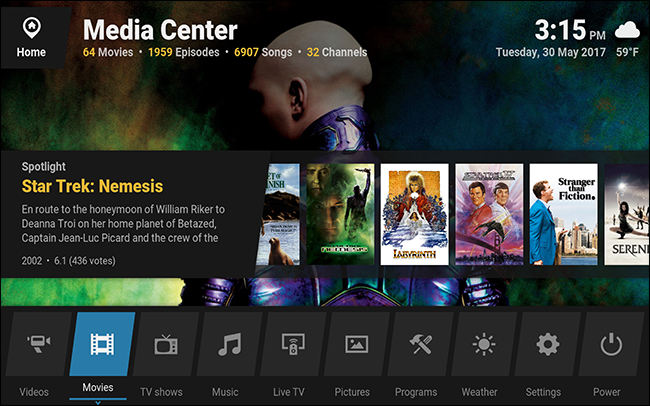 Home
Media Center
64 Movies • 1959 Episodes • 6907 Songs • 32 Channels
3:15 PM
Tuesday, 30 May 2017 59°F
Spotlight
Star Trek: Nemesis
En route to the honeymoon of William Riker to
Deanna Troi on her home planet of Betazed,
Captain Jean-Luc Picard and the crew of the
2002 • 6.1 (436 votes)
LABYRINTH
Stranger
than
Fiction.
SEREN
Videos
Movies
TV shows
Music
Live TV
Pictures
Programs
Weather
Settings
Power